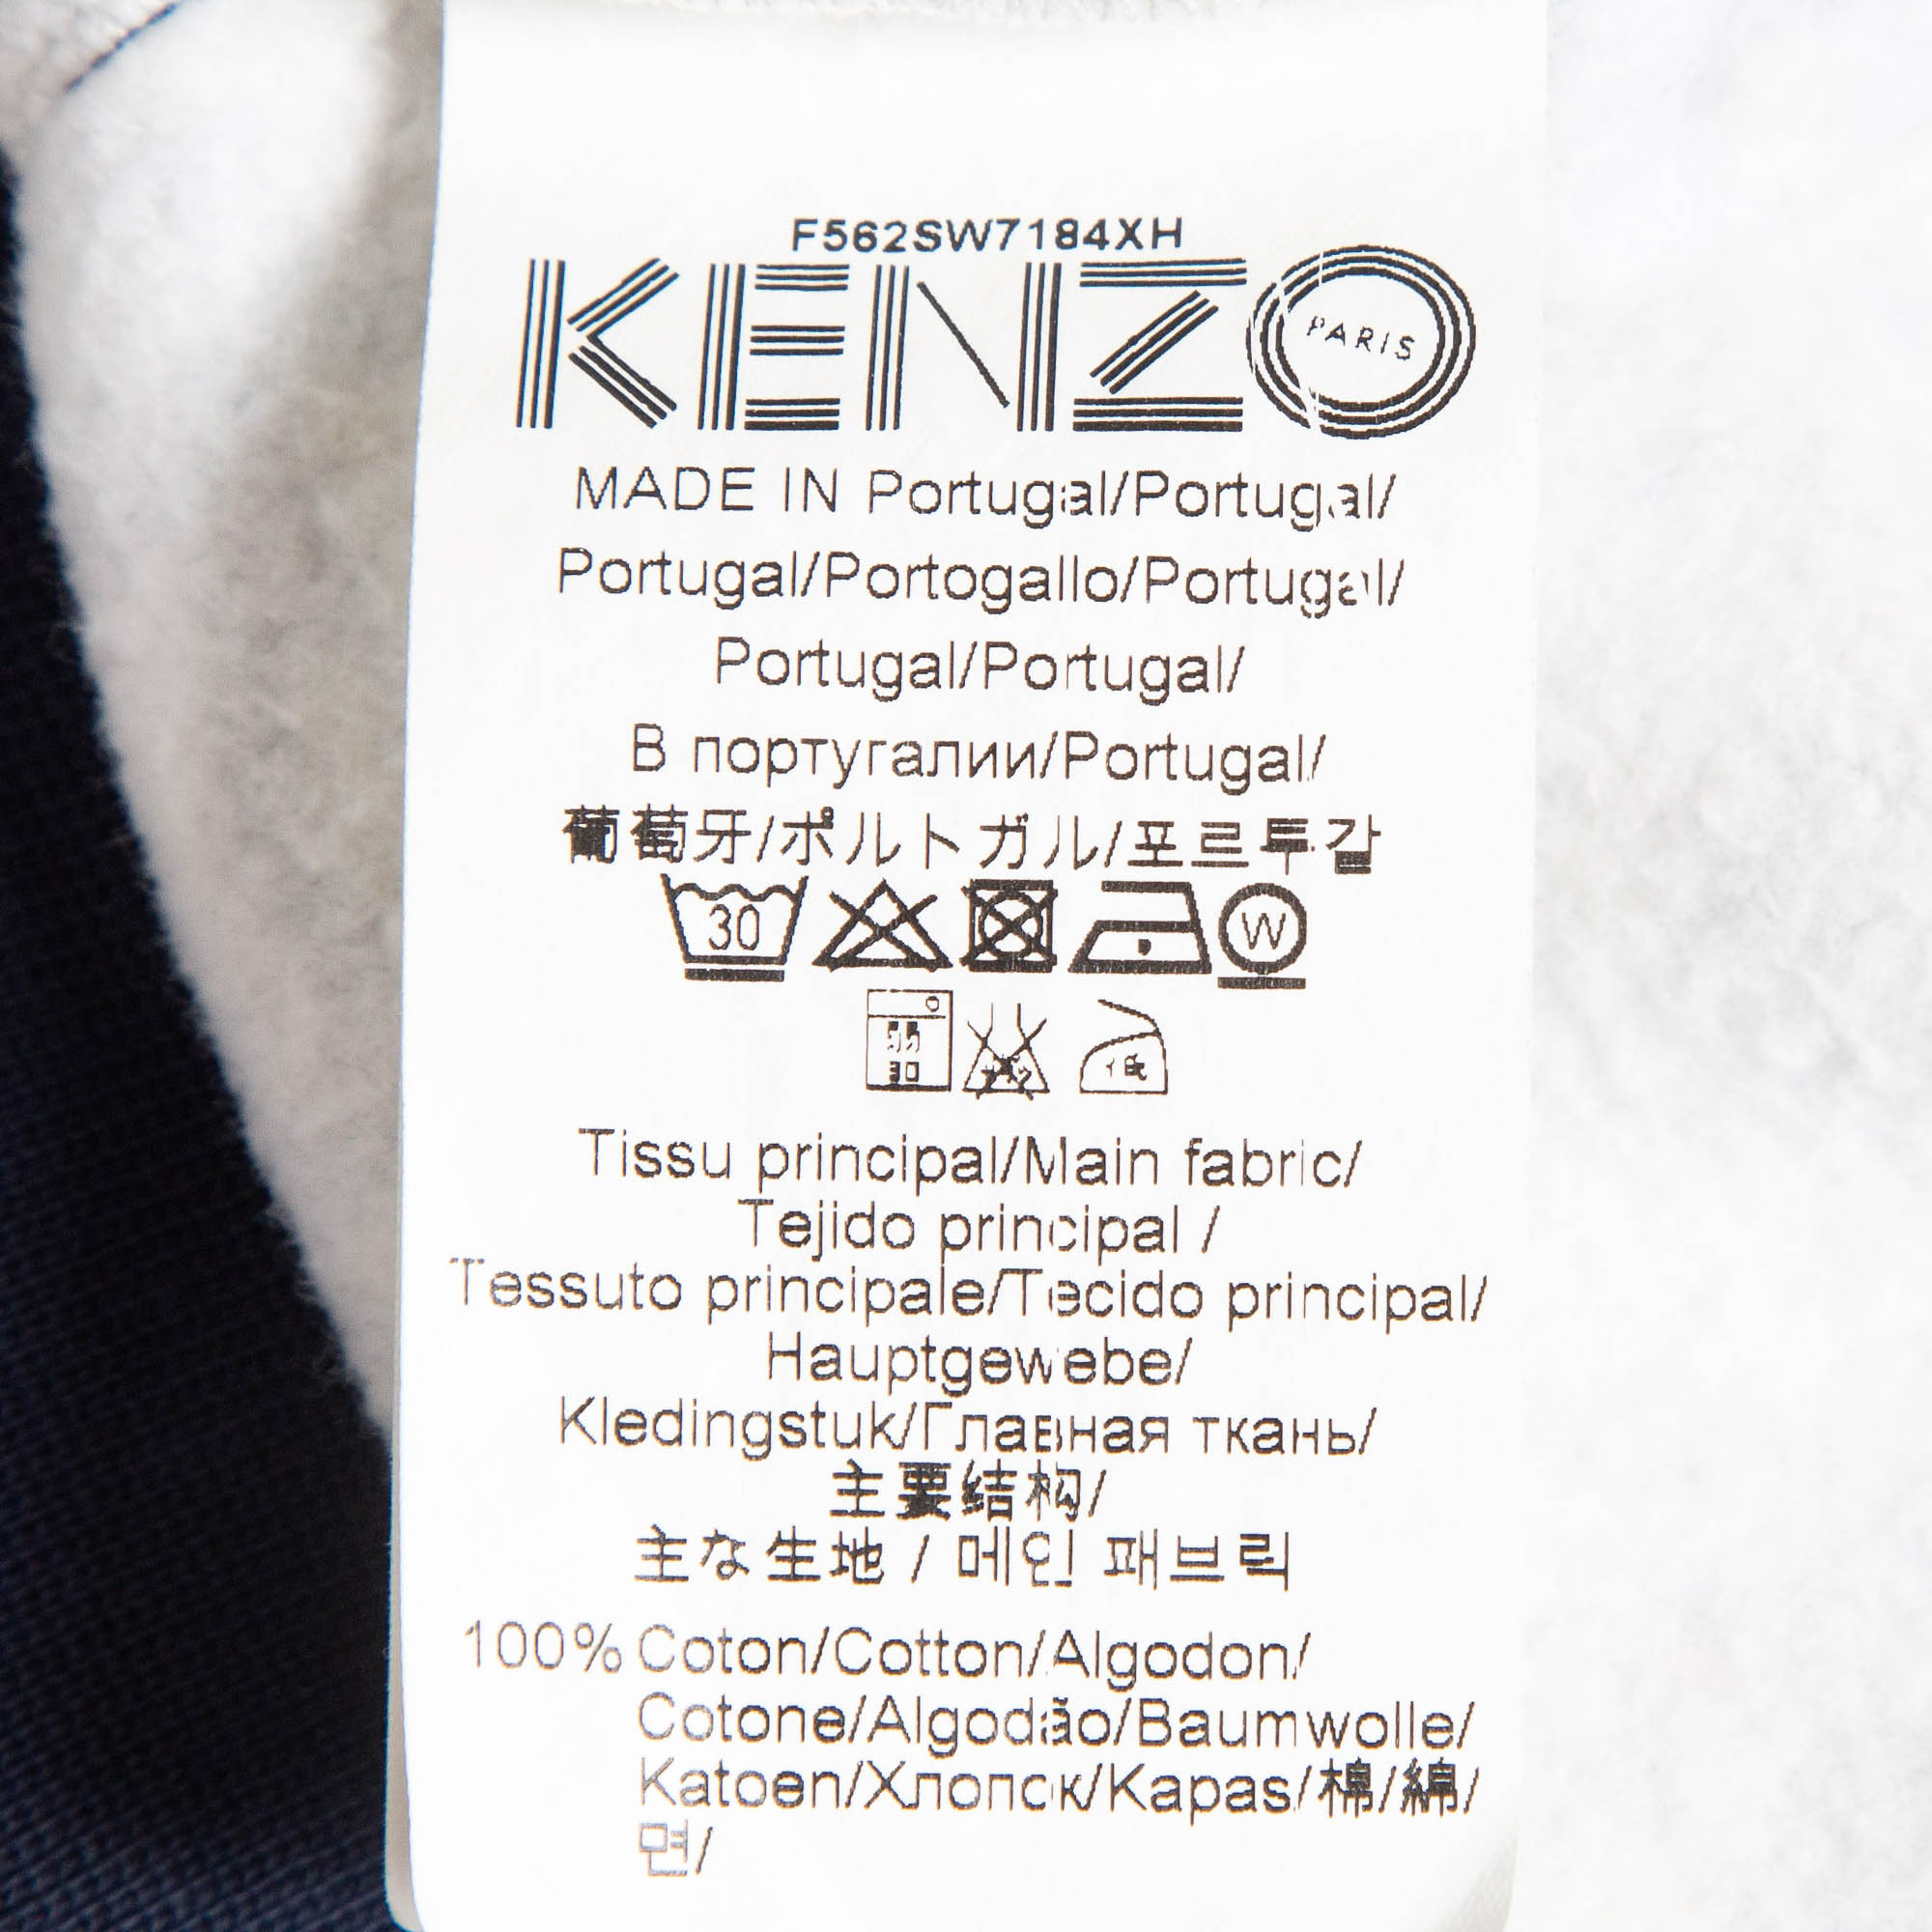 F562SW7184XH
KENZO
PARIS
MADE IN Portugal/Portugal/
Portugal/Portogallo/Portugal/
Portugal/Portugal/
В португалии/Portugal/
葡萄牙/ポルトガル/포르투갈
30 W
30
低
Tissu principal/Main fabric/
Tejido principal /
Tessuto principale/Tecido principal/
Hauptgewebe/
Kledingstuk/Главная ткань/
主要结构/
主な生地 / 메인 패브릭
100% Coton/Cotton/Algodon/
Cotone/Algodão/Baumwolle/
Katoen/Хлопок/Kapas/棉/綿/
면/